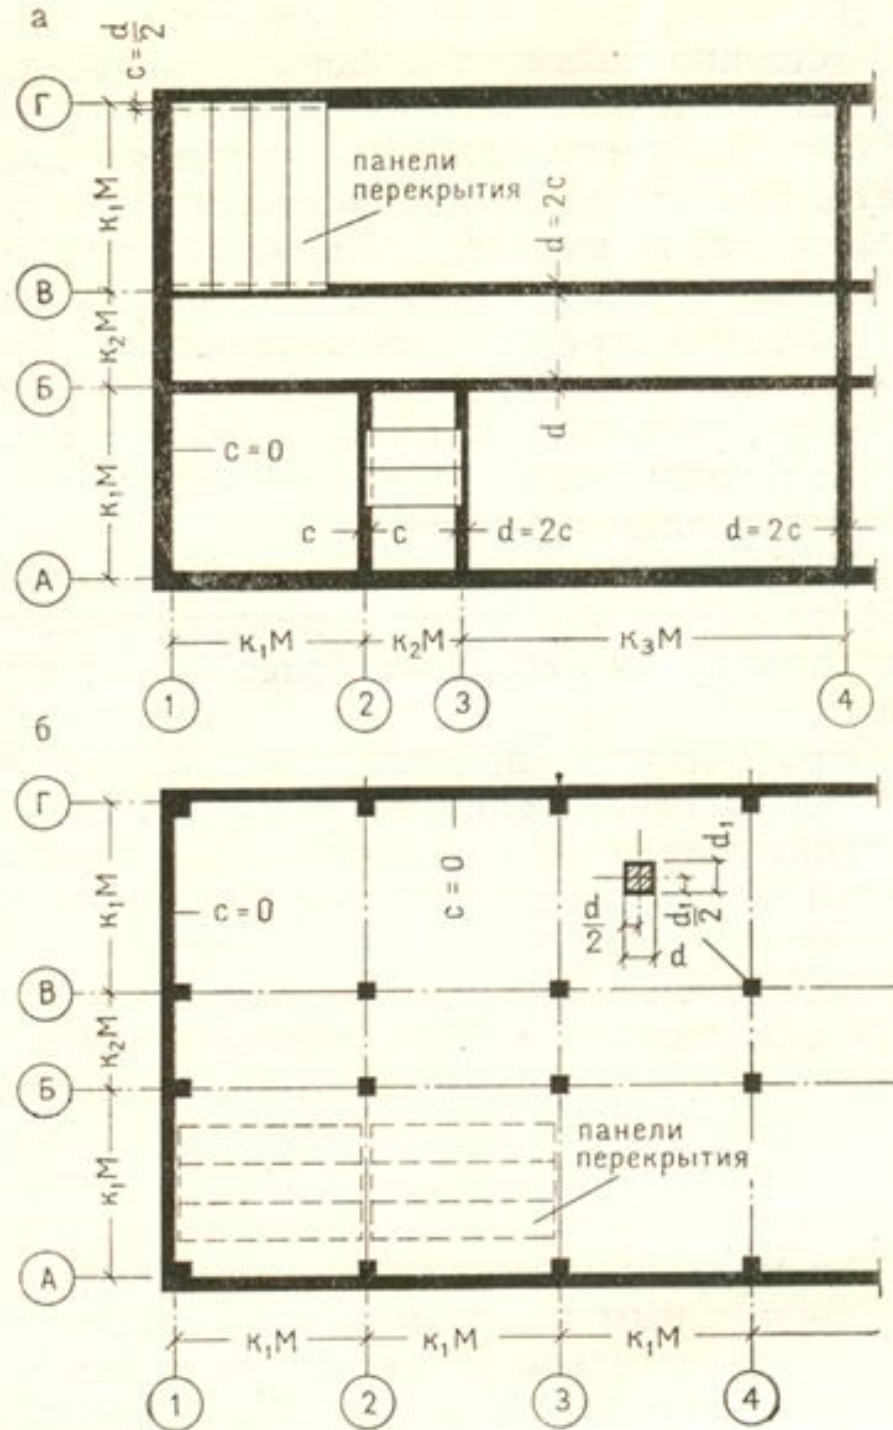 а
c = d/2
Г
В
Б
А
к₁М
к₂М
к₁М
панели
перекрытия
d = 2c
d
c = 0
c
c
d = 2c
d = 2c
к₁М
к₂М
к₃М
1
2
3
4
б
Г
В
Б
А
к₁М
к₂М
к₁М
c = 0
c = 0
d/2
d
d₁/2
d₁
панели
перекрытия
к₁М
к₁М
к₁М
1
2
3
4